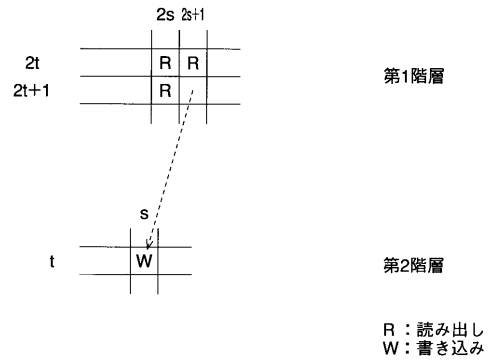 2s 2s+1
2t R R 第1階層
2t+1 R
s
t W 第2階層
R：読み出し
W：書き込み